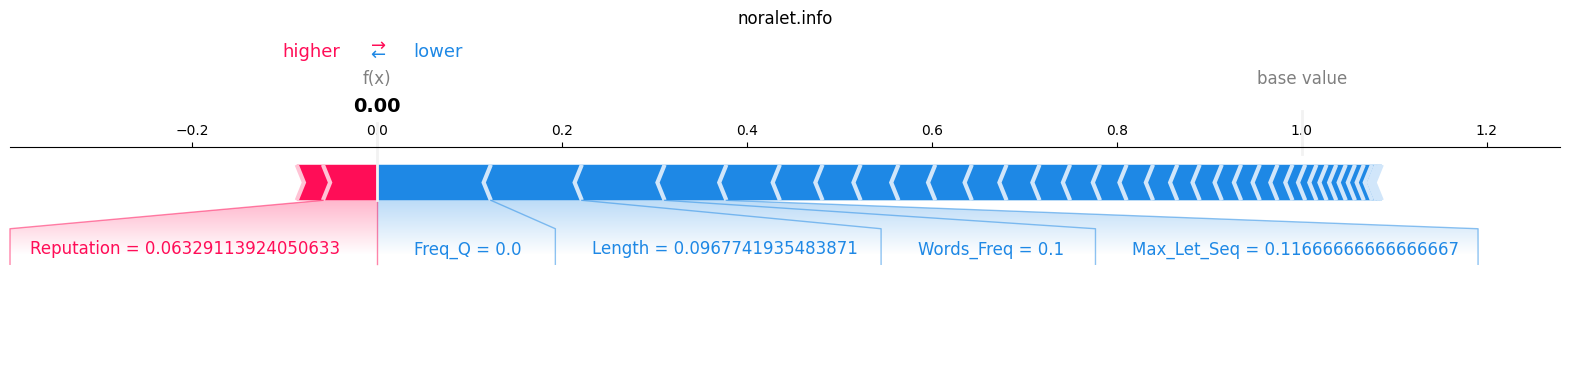 noralet.info
higher ⇄ lower
f(x) base value
0.00
−0.2 0.0 0.2 0.4 0.6 0.8 1.0 1.2
Reputation = 0.06329113924050633 Freq_Q = 0.0 Length = 0.0967741935483871 Words_Freq = 0.1 Max_Let_Seq = 0.11666666666666667